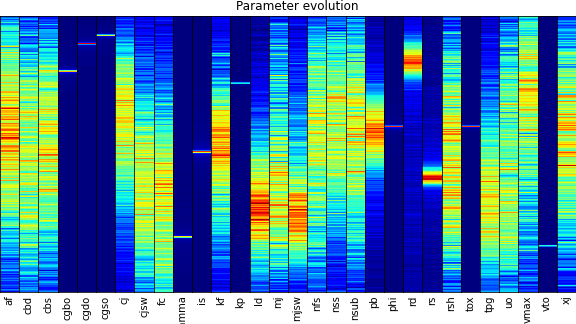 Parameter evolution
af
cbd
cbs
cgbo
cgdo
cgso
cj
cjsw
fc
mma
is
kf
kp
ld
mj
mjsw
nfs
nss
nsub
pb
phi
rd
rs
rsh
tox
tpg
uo
vmax
vto
xj